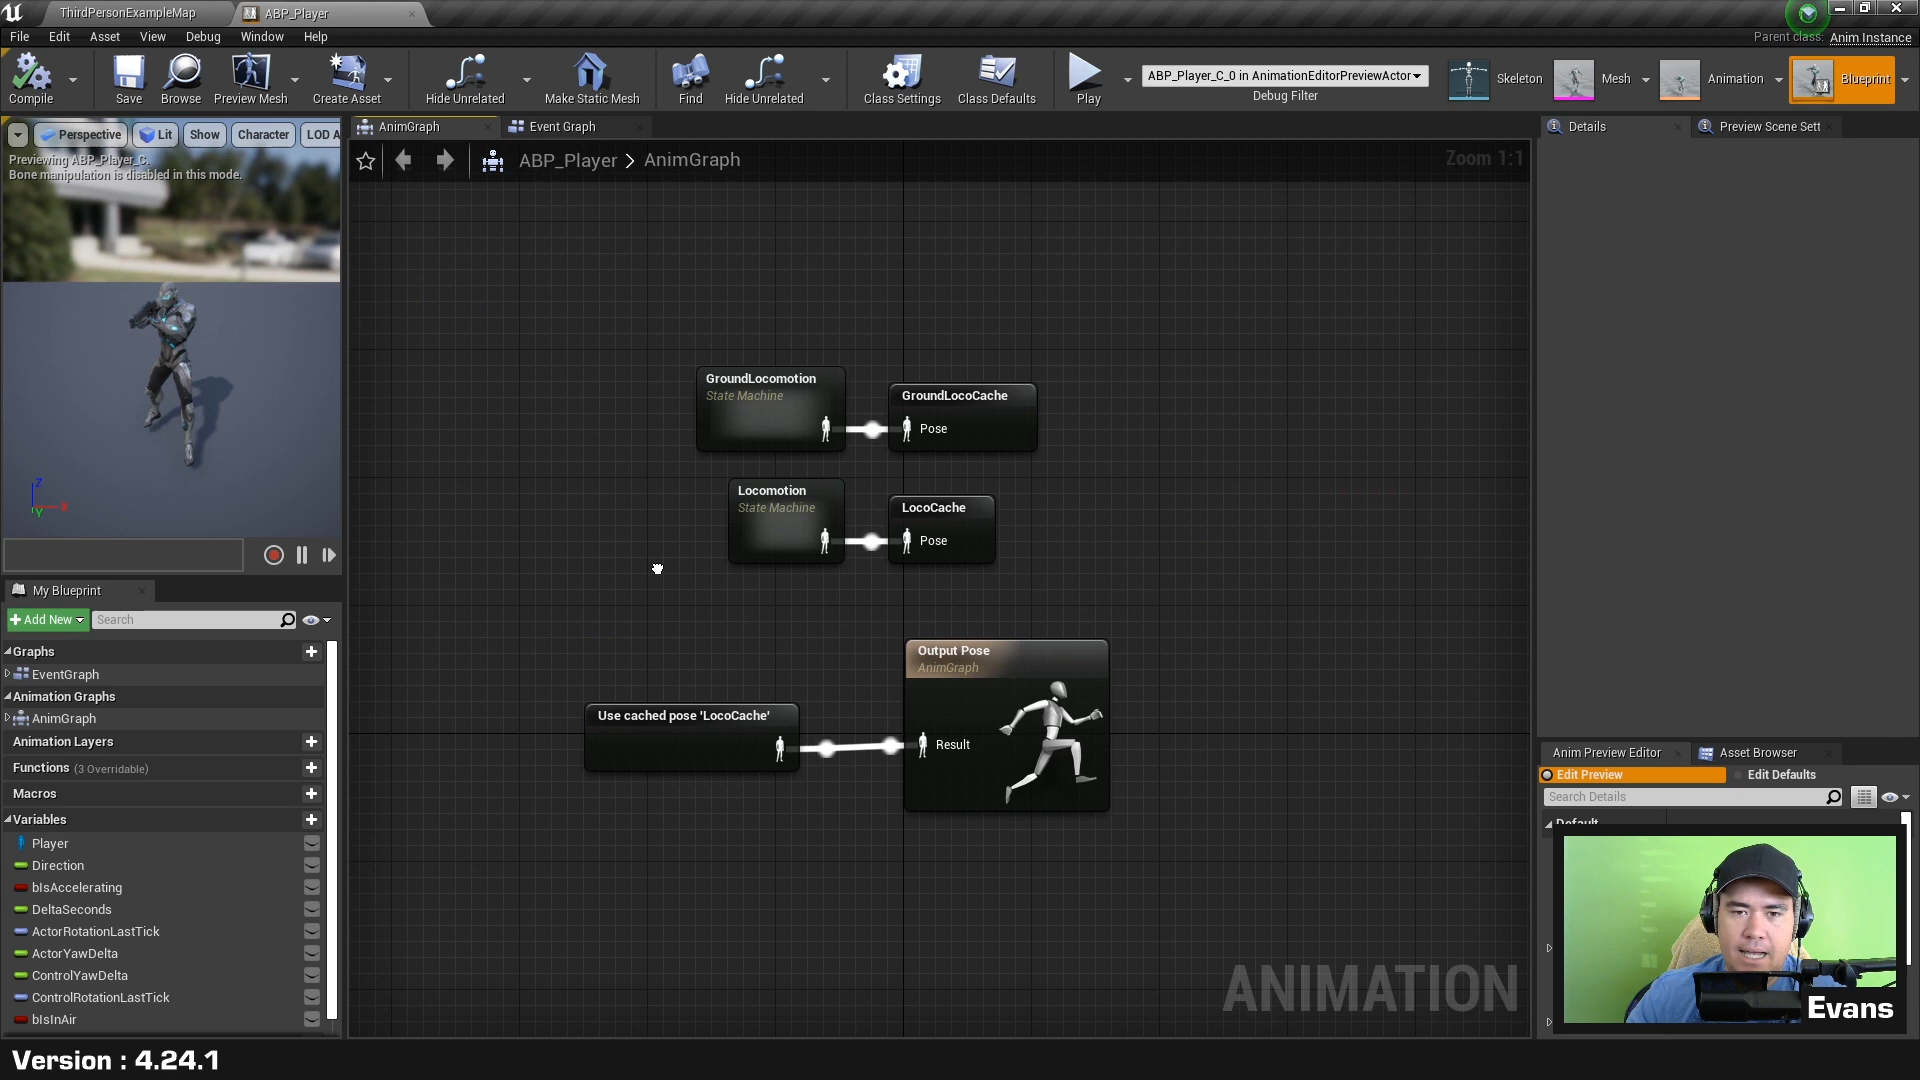 ThirdPersonExampleMap
ABP_Player
File Edit Asset View Debug Window Help
Parent class: Anim Instance
Compile
Save
Browse
Preview Mesh
Create Asset
Hide Unrelated
Make Static Mesh
Find
Hide Unrelated
Class Settings
Class Defaults
Play
ABP_Player_C_0 in AnimationEditorPreviewActor
Debug Filter
Skeleton
Mesh
Animation
Blueprint
Perspective Lit Show Character LOD A
Previewing ABP_Player_C.
Bone manipulation is disabled in this mode.
Z
X
Y
AnimGraph
Event Graph
ABP_Player > AnimGraph
Zoom 1:1
GroundLocomotion
State Machine
GroundLocoCache
Pose
Locomotion
State Machine
LocoCache
Pose
Use cached pose 'LocoCache'
Output Pose
AnimGraph
Result
ANIMATION
My Blueprint
Add New
Search
Graphs
EventGraph
Animation Graphs
AnimGraph
Animation Layers
Functions (3 Overridable)
Macros
Variables
Player
Direction
bIsAccelerating
DeltaSeconds
ActorRotationLastTick
ActorYawDelta
ControlYawDelta
ControlRotationLastTick
bIsInAir
Details
Preview Scene Sett
Anim Preview Editor
Asset Browser
Edit Preview
Edit Defaults
Search Details
Default
Evans
Version : 4.24.1